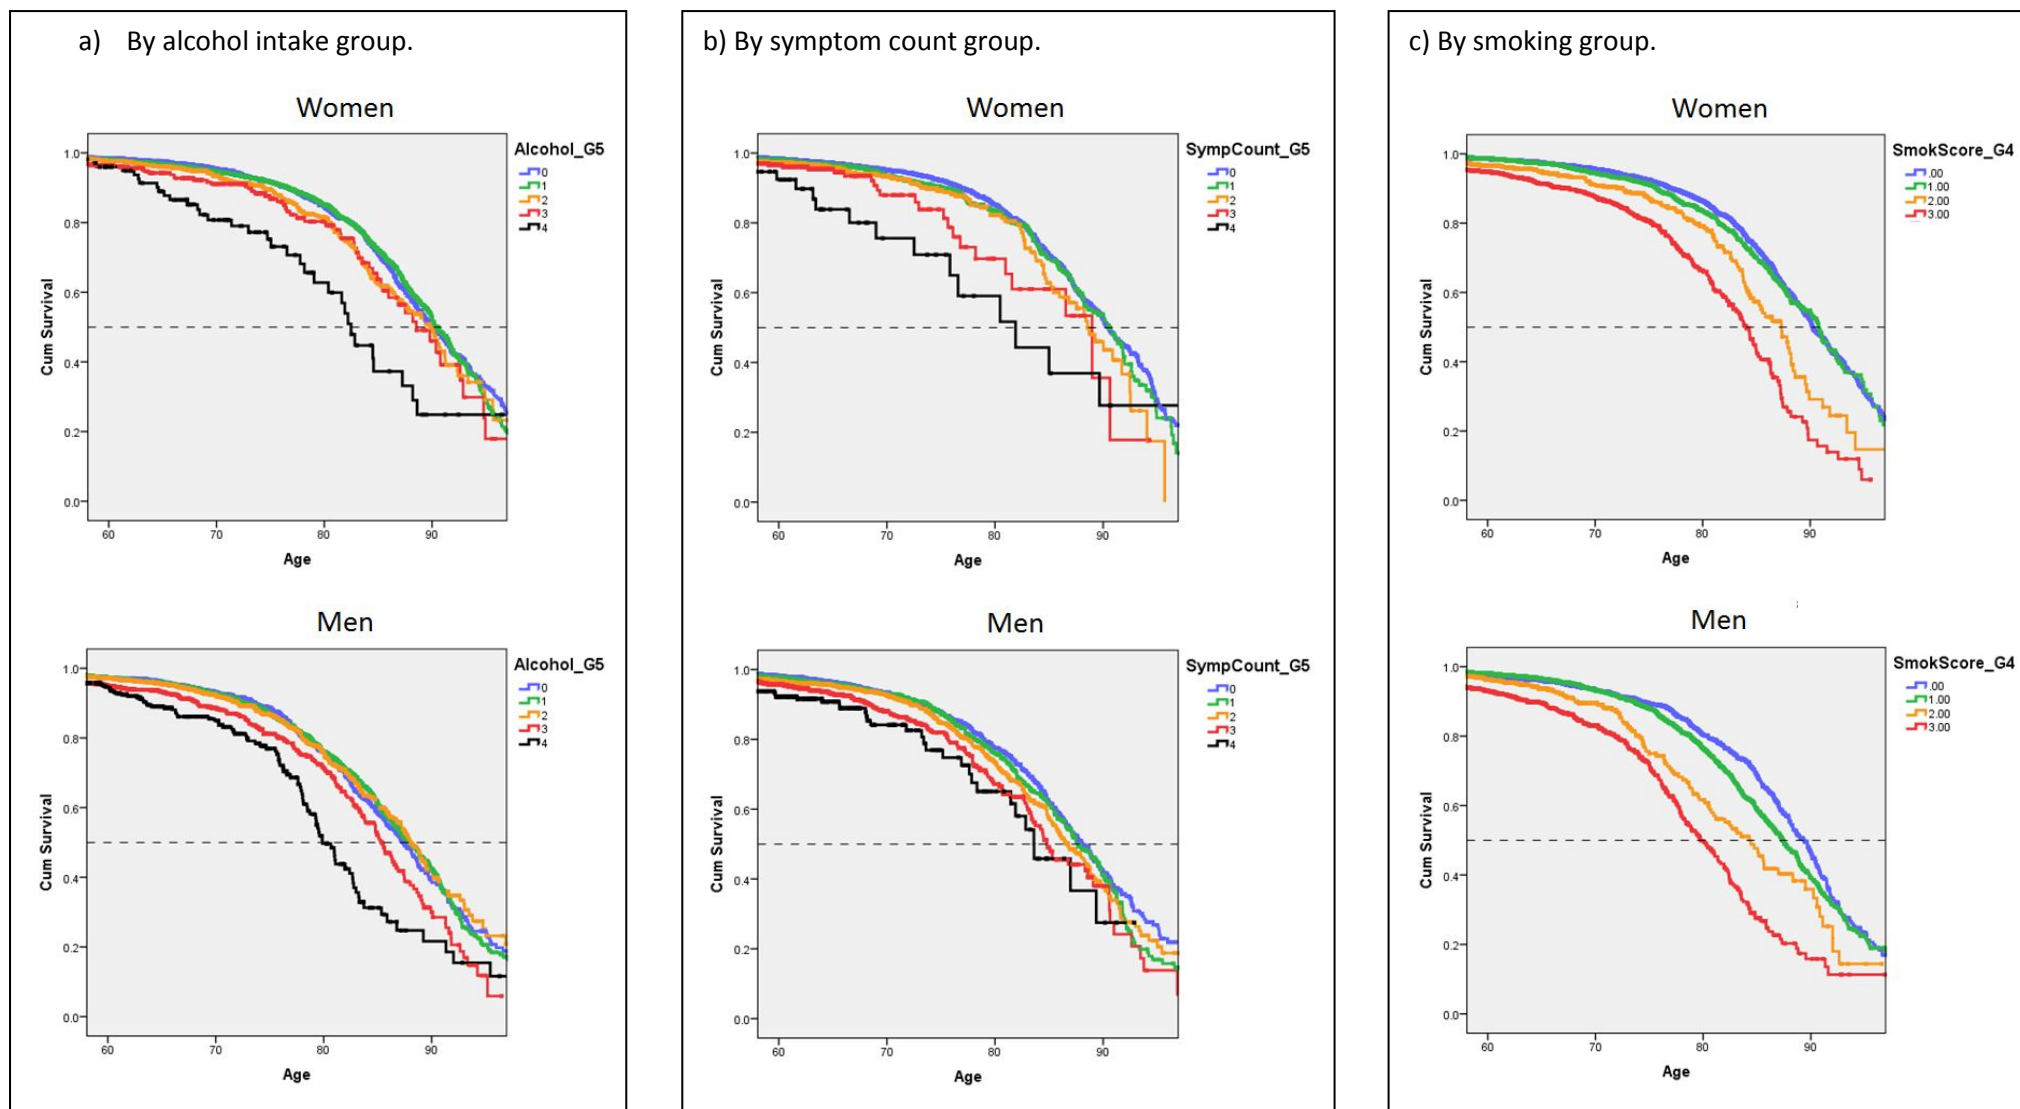 a) By alcohol intake group.
Women
Alcohol_G5
0
1
2
3
4
Cum Survival
1.0
0.8
0.6
0.4
0.2
0.0
60 70 80 90
Age
Men
Alcohol_G5
0
1
2
3
4
Cum Survival
1.0
0.8
0.6
0.4
0.2
0.0
60 70 80 90
Age
b) By symptom count group.
Women
SympCount_G5
0
1
2
3
4
Cum Survival
1.0
0.8
0.6
0.4
0.2
0.0
60 70 80 90
Age
Men
SympCount_G5
0
1
2
3
4
Cum Survival
1.0
0.8
0.6
0.4
0.2
0.0
60 70 80 90
Age
c) By smoking group.
Women
SmokScore_G4
.00
1.00
2.00
3.00
Cum Survival
1.0
0.8
0.6
0.4
0.2
0.0
60 70 80 90
Age
Men
SmokScore_G4
.00
1.00
2.00
3.00
Cum Survival
1.0
0.8
0.6
0.4
0.2
0.0
60 70 80 90
Age